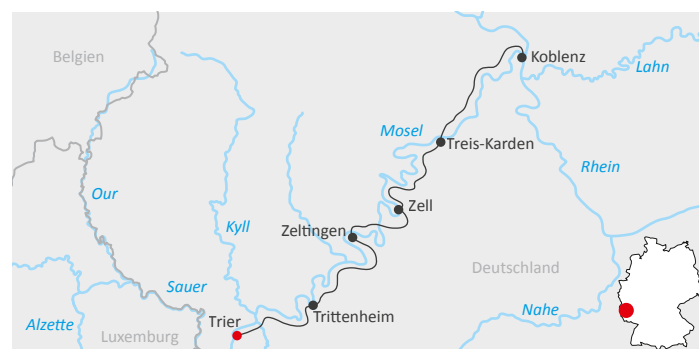 Belgien
Koblenz
Lahn
Mosel
Treis-Karden
Rhein
Our
Kyll
Zell
Zeltingen
Deutschland
Sauer
Nahe
Alzette
Trier
Trittenheim
Luxemburg